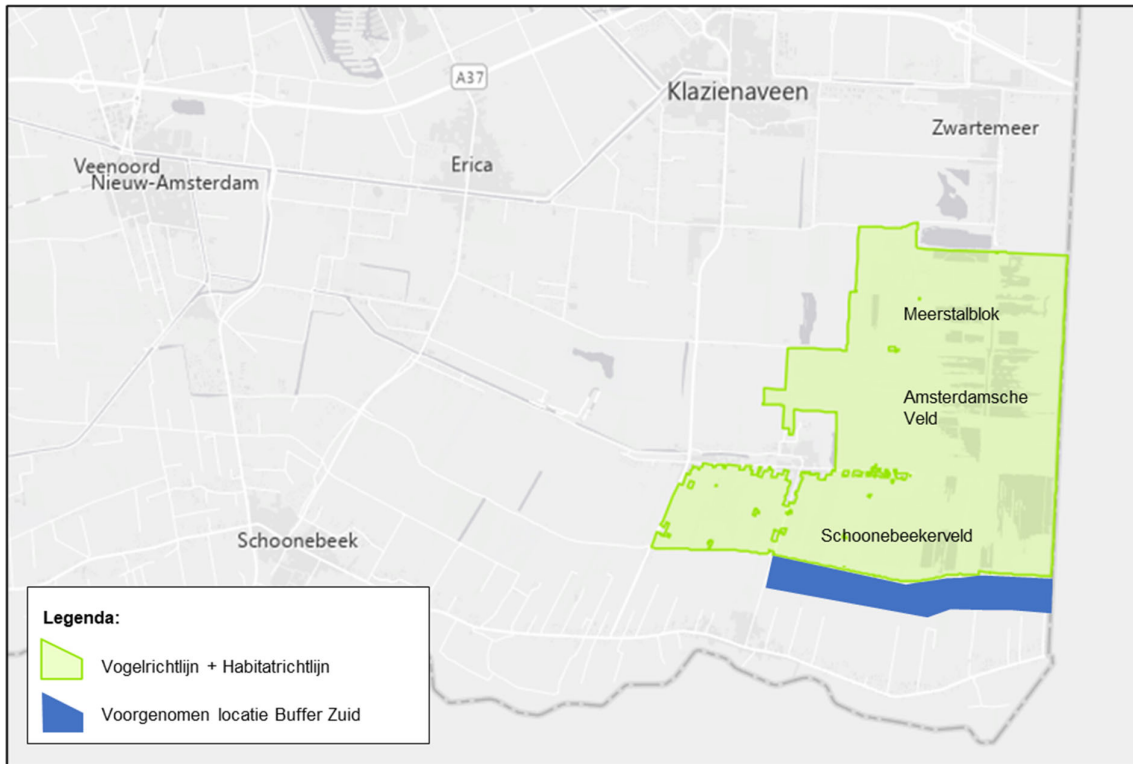 A37
Klazienaveen
Zwartemeer
Veenoord
Nieuw-Amsterdam
Erica
Meerstalblok
Amsterdamsche
Veld
Schoonebeekerveld
Schoonebeek
Legenda:
Vogelrichtlijn + Habitatrichtlijn
Voorgenomen locatie Buffer Zuid